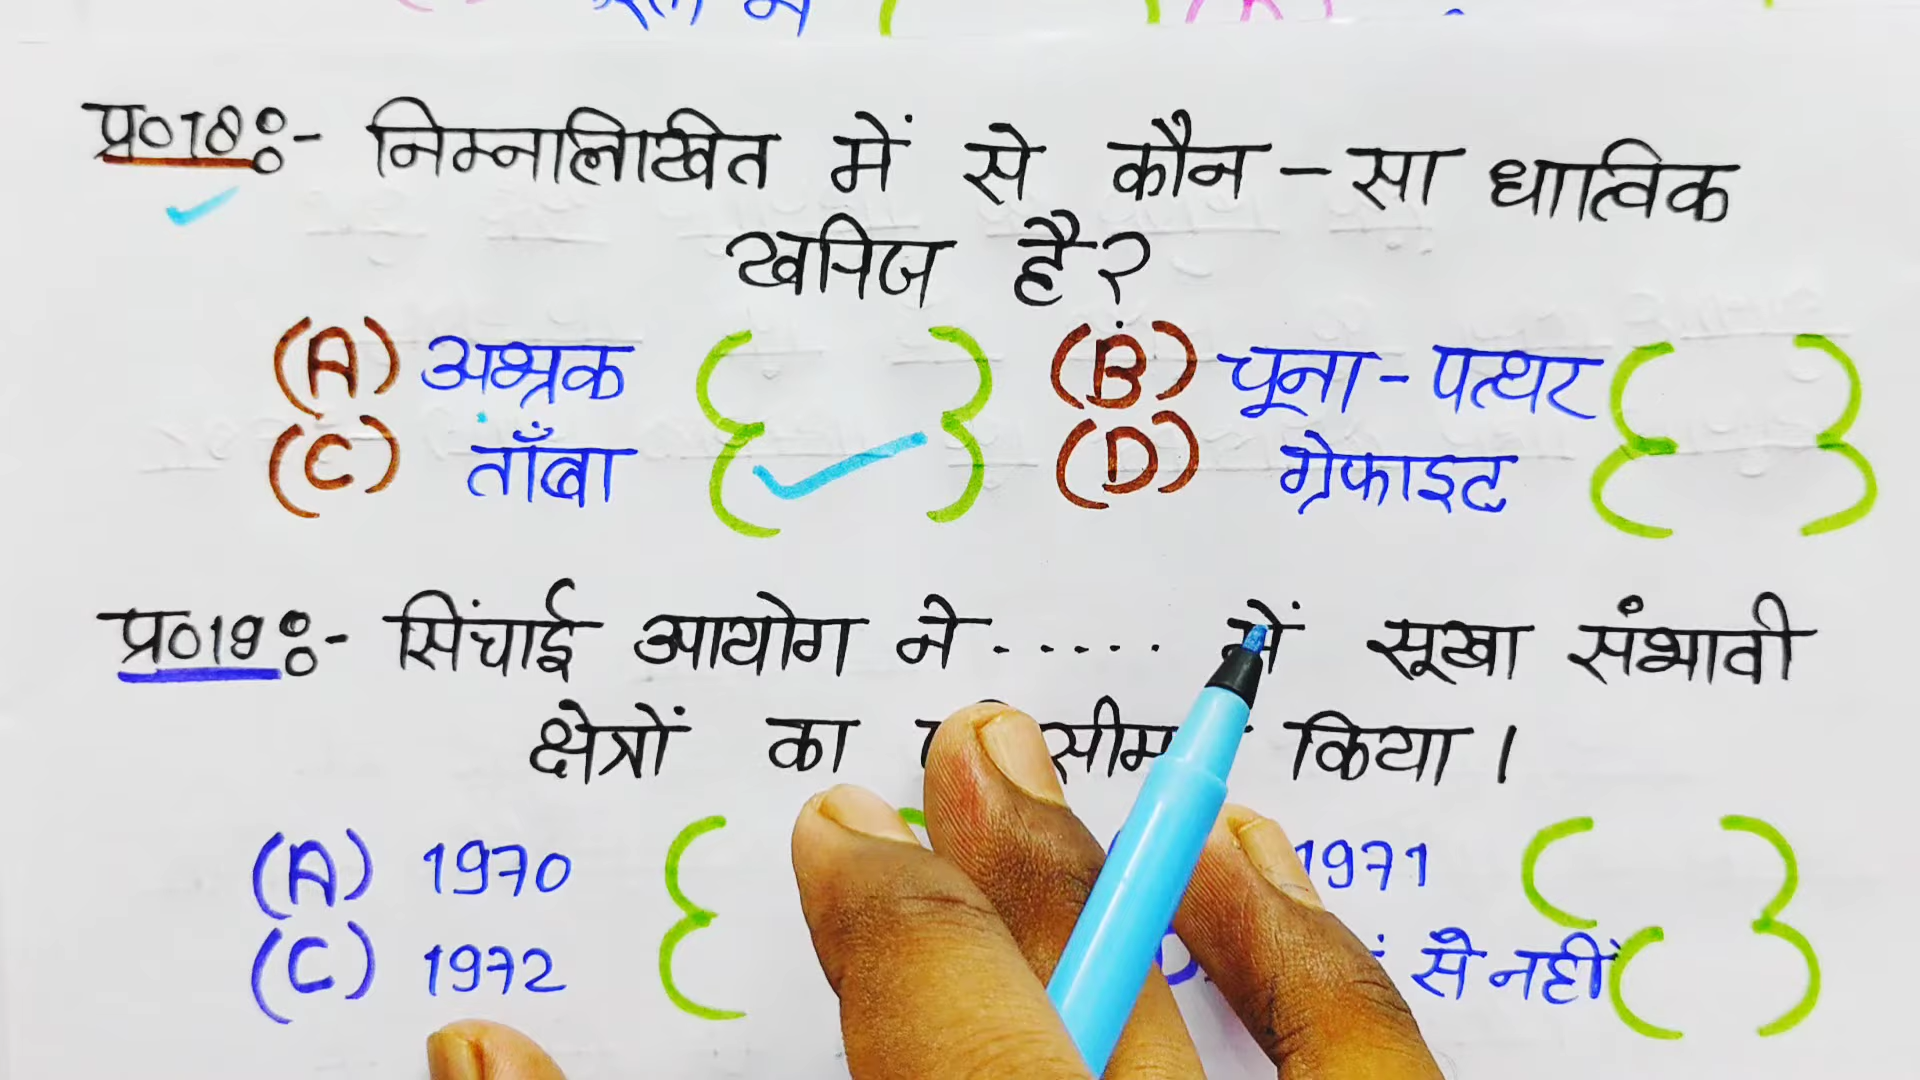 प्र०18ः- निम्नलिखित में से कौन-सा धात्विक
खनिज है?
(A) अभ्रक (B) चूना-पत्थर
(C) ताँबा (D) ग्रेफाइट
प्र०19ः- सिंचाई आयोग ने ..... में सूखा संभावी
क्षेत्रों का किया।
(A) 1970 1971
(C) 1972 से नहीं